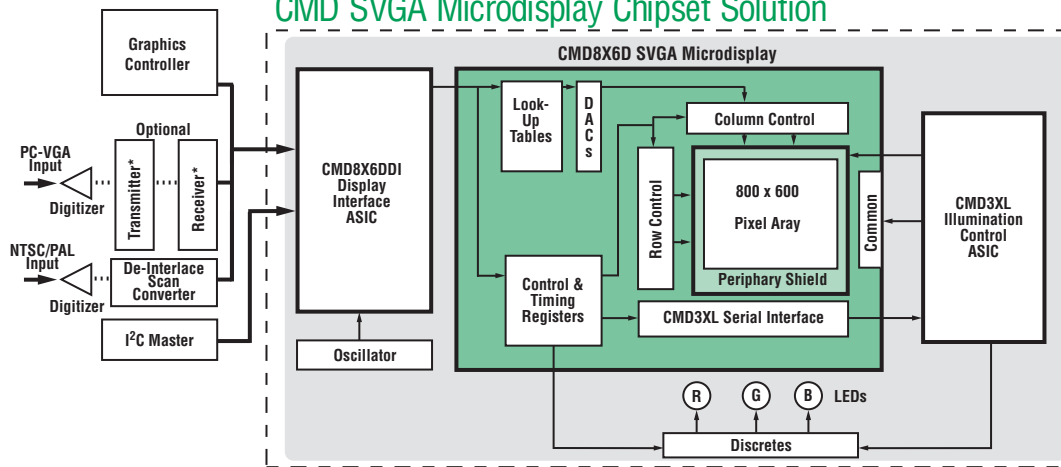 CMD SVGA Microdisplay Chipset Solution
Graphics
Controller
Optional
PC-VGA
Input
Digitizer
Transmitter*
Receiver*
NTSC/PAL
Input
Digitizer
De-Interlace
Scan
Converter
I2C Master
CMD8X6DDI
Display
Interface
ASIC
Oscillator
CMD8X6D SVGA Microdisplay
Look-
Up
Tables
D
A
C
s
Column Control
Row Control
800 x 600
Pixel Aray
Periphary Shield
Common
Control &
Timing
Registers
CMD3XL Serial Interface
CMD3XL
Illumination
Control
ASIC
R
G
B
LEDs
Discretes